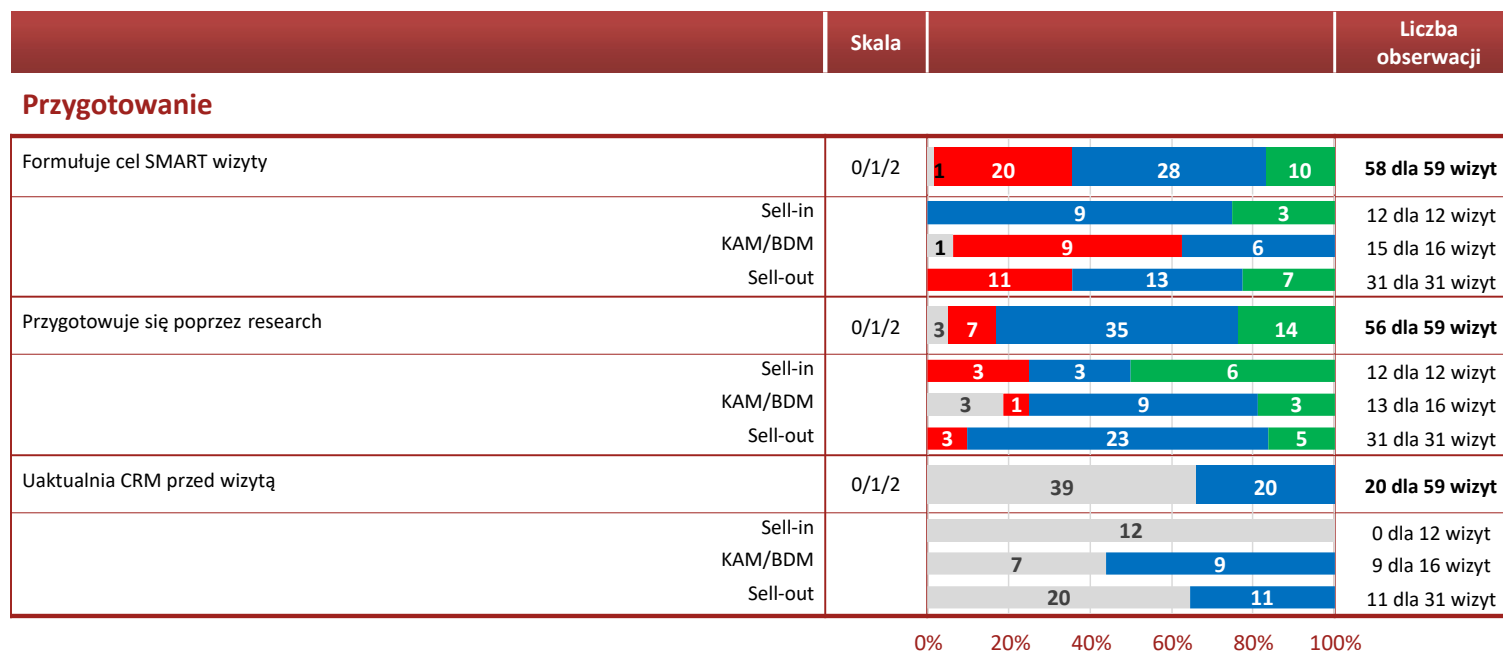 Skala
Liczba
obserwacji
Przygotowanie
Formułuje cel SMART wizyty 0/1/2 1 20 28 10 58 dla 59 wizyt
Sell-in 9 3 12 dla 12 wizyt
KAM/BDM 1 9 6 15 dla 16 wizyt
Sell-out 11 13 7 31 dla 31 wizyt
Przygotowuje się poprzez research 0/1/2 3 7 35 14 56 dla 59 wizyt
Sell-in 3 3 6 12 dla 12 wizyt
KAM/BDM 3 1 9 3 13 dla 16 wizyt
Sell-out 3 23 5 31 dla 31 wizyt
Uaktualnia CRM przed wizytą 0/1/2 39 20 20 dla 59 wizyt
Sell-in 12 0 dla 12 wizyt
KAM/BDM 7 9 9 dla 16 wizyt
Sell-out 20 11 11 dla 31 wizyt
0% 20% 40% 60% 80% 100%